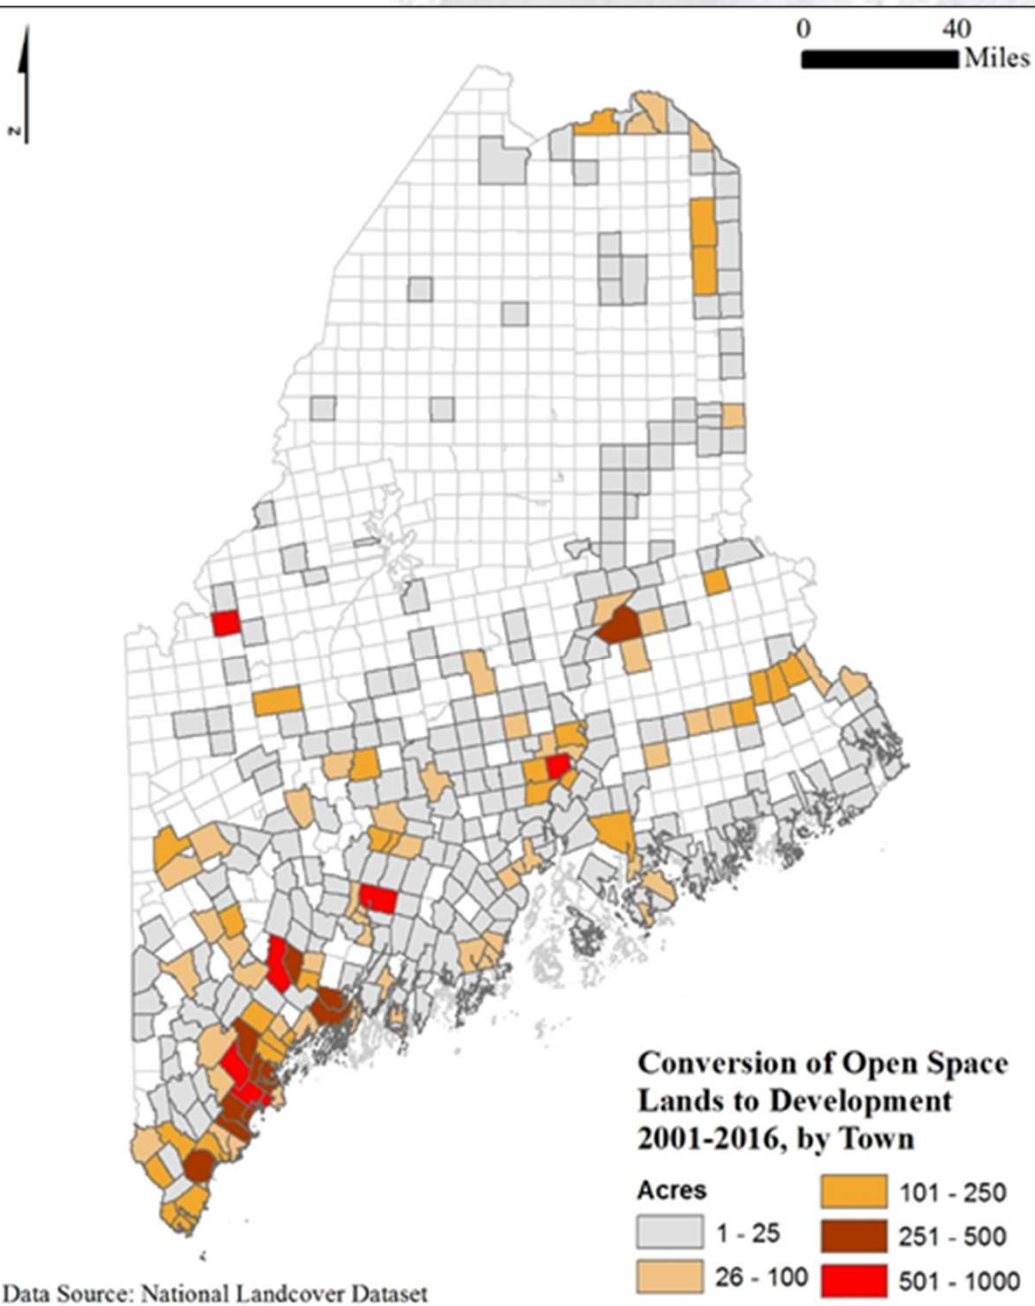 0 40
Miles
N
Conversion of Open Space
Lands to Development
2001-2016, by Town
Acres
1 - 25
26 - 100
101 - 250
251 - 500
501 - 1000
Data Source: National Landcover Dataset